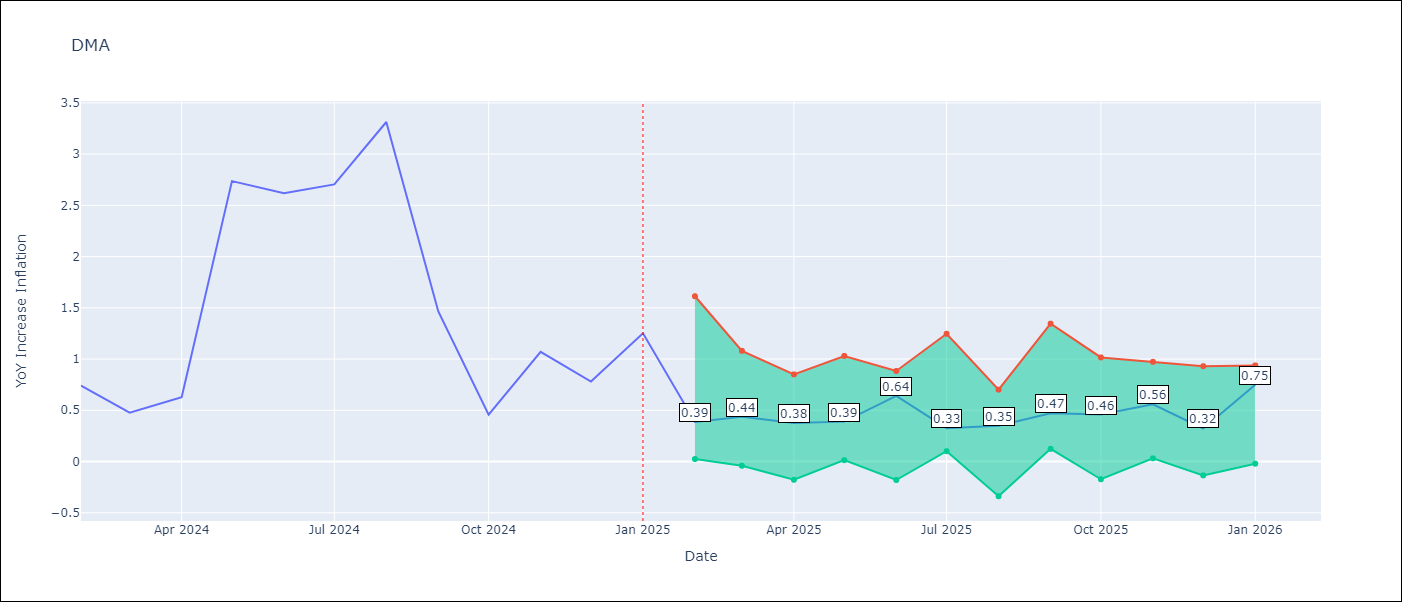 DMA
YoY Increase Inflation
3.5
3
2.5
2
1.5
1
0.5
0
−0.5
0.39
0.44
0.38
0.39
0.64
0.33
0.35
0.47
0.46
0.56
0.32
0.75
Apr 2024
Jul 2024
Oct 2024
Jan 2025
Apr 2025
Jul 2025
Oct 2025
Jan 2026
Date